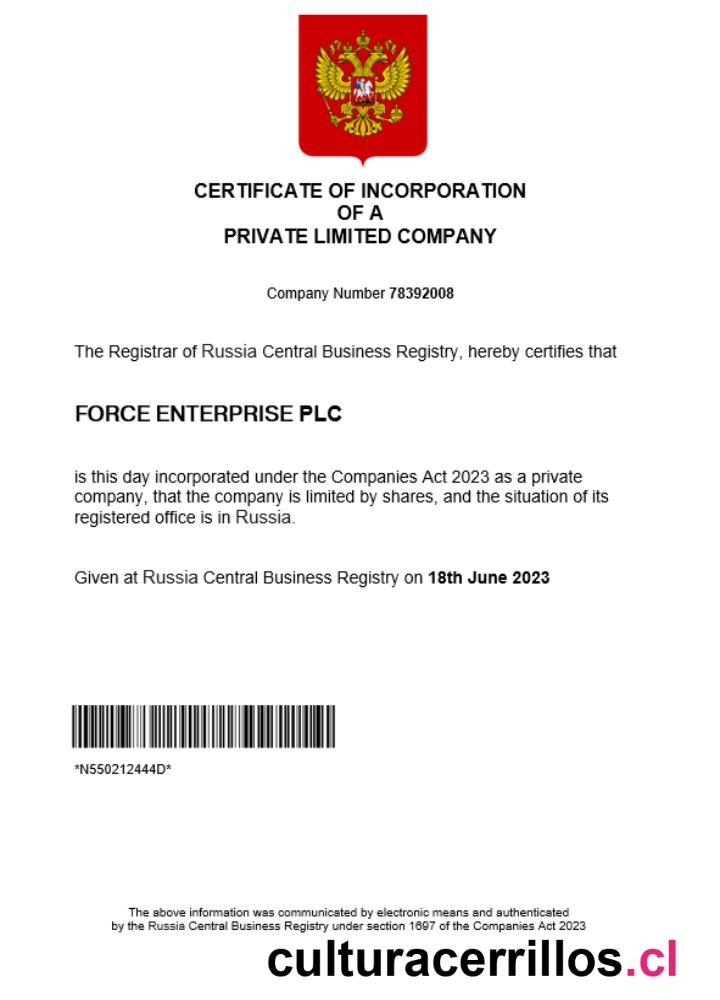 CERTIFICATE OF INCORPORATION
OF A
PRIVATE LIMITED COMPANY
Company Number 78392008
The Registrar of Russia Central Business Registry, hereby certifies that
FORCE ENTERPRISE PLC
is this day incorporated under the Companies Act 2023 as a private
company, that the company is limited by shares, and the situation of its
registered office is in Russia.
Given at Russia Central Business Registry on 18th June 2023
*N550212444D*
The above information was communicated by electronic means and authenticated
by the Russia Central Business Registry under section 1697 of the Companies Act 2023
culturacerrillos.cl